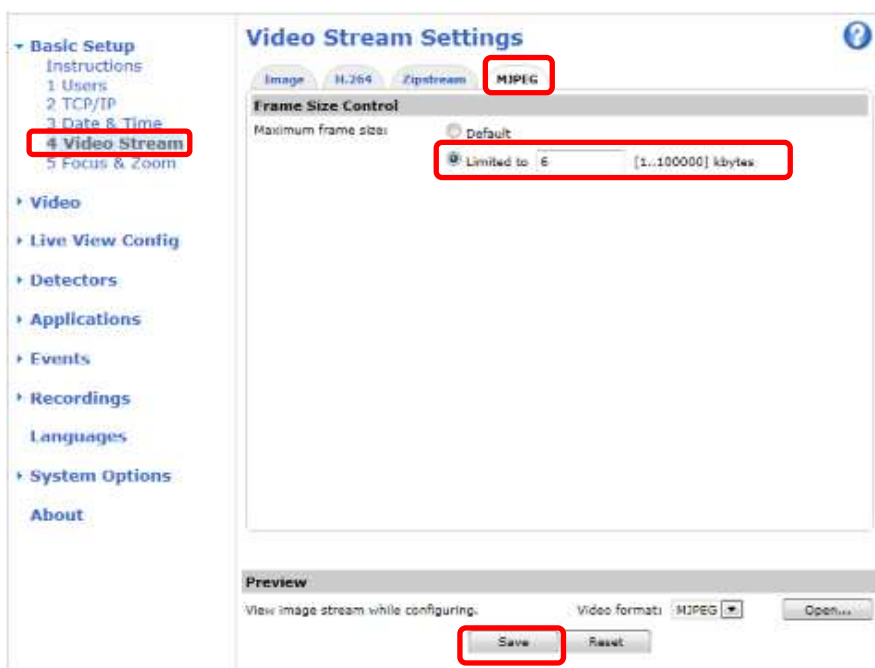 Basic Setup
Instructions
1 Users
2 TCP/IP
3 Date & Time
4 Video Stream
5 Focus & Zoom
Video
Live View Config
Detectors
Applications
Events
Recordings
Languages
System Options
About
Video Stream Settings
?
Image H.264 Zipstream MJPEG
Frame Size Control
Maximum frame size: Default
Limited to 6 [1..100000] kbytes
Preview
View image stream while configuring. Video format: MJPEG Open...
Save Reset